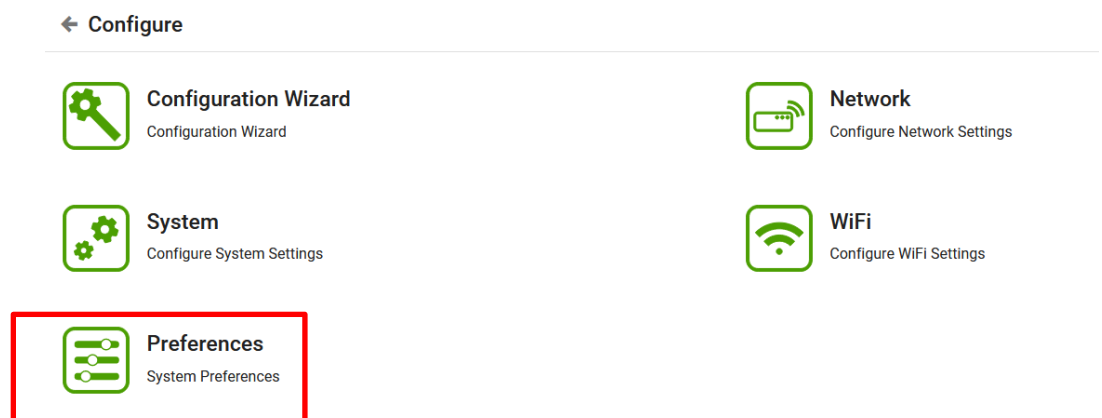 Configure
Configuration Wizard
Configuration Wizard
Network
Configure Network Settings
System
Configure System Settings
WiFi
Configure WiFi Settings
Preferences
System Preferences